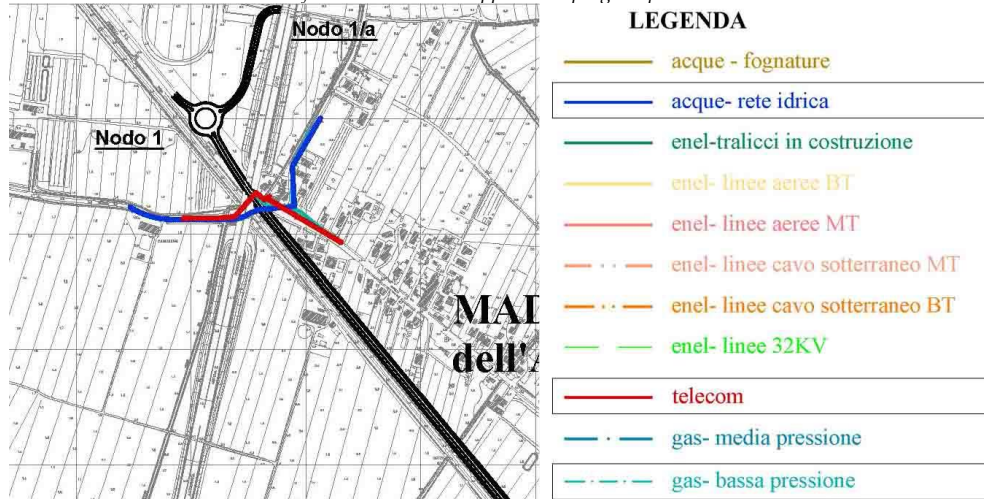 Nodo 1/a
Nodo 1
MAD
dell'A
LEGENDA
acque - fognature
acque- rete idrica
enel-tralicci in costruzione
enel- linee aeree BT
enel- linee aeree MT
enel- linee cavo sotterraneo MT
enel- linee cavo sotterraneo BT
enel- linee 32KV
telecom
gas- media pressione
gas- bassa pressione